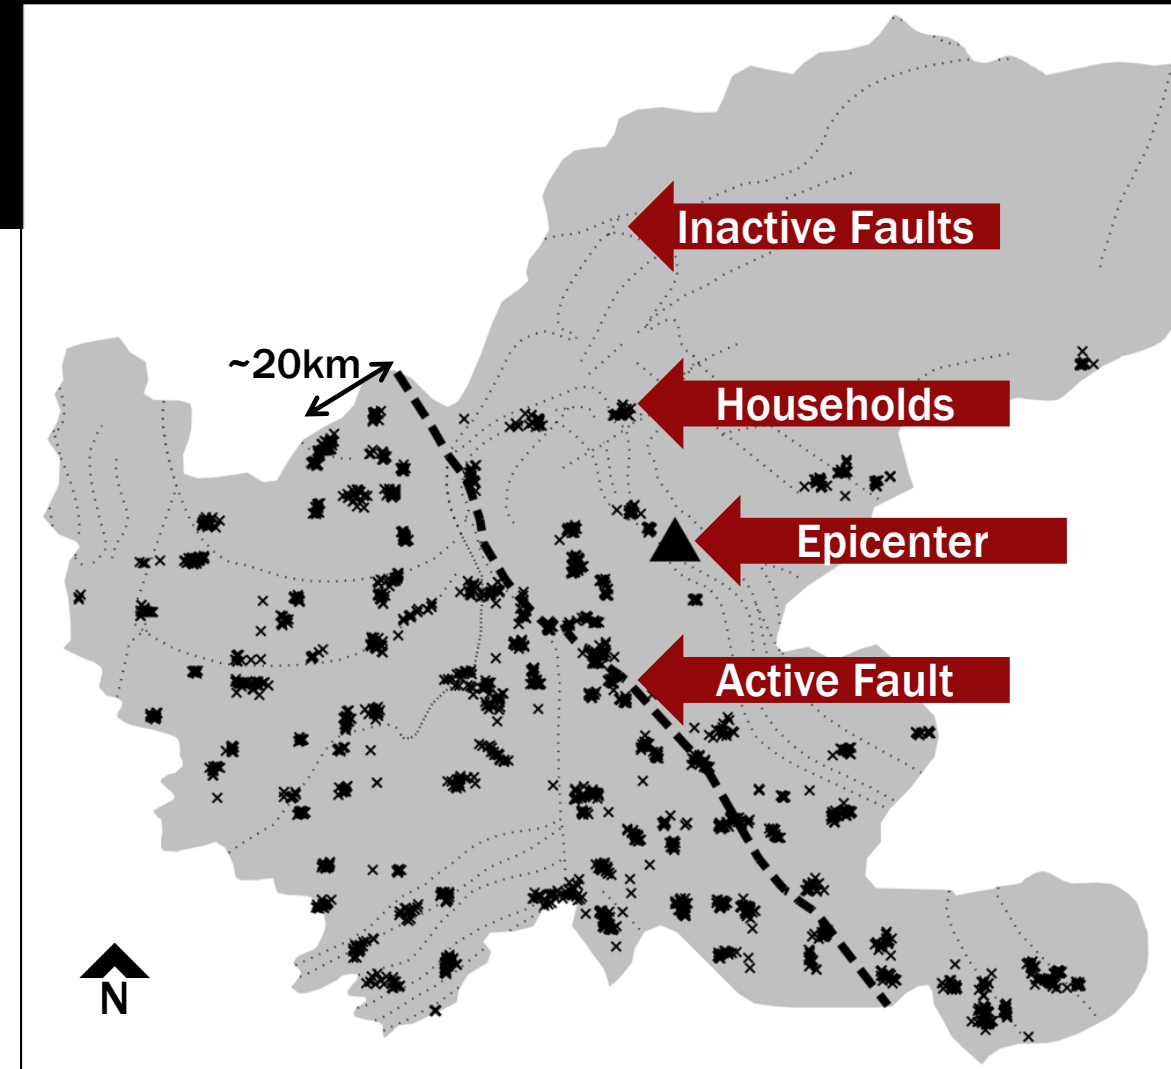 Inactive Faults
~20km
Households
Epicenter
Active Fault
N